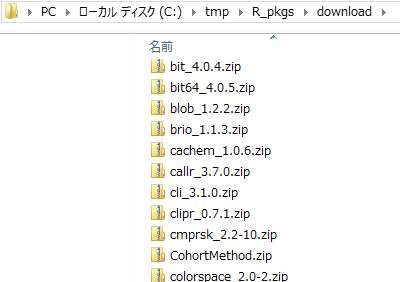 PC ローカル ディスク (C:) tmp R_pkgs download
名前
bit_4.0.4.zip
bit64_4.0.5.zip
blob_1.2.2.zip
brio_1.1.3.zip
cachem_1.0.6.zip
callr_3.7.0.zip
cli_3.1.0.zip
clipr_0.7.1.zip
cmprsk_2.2-10.zip
CohortMethod.zip
colorspace_2.0-2.zip